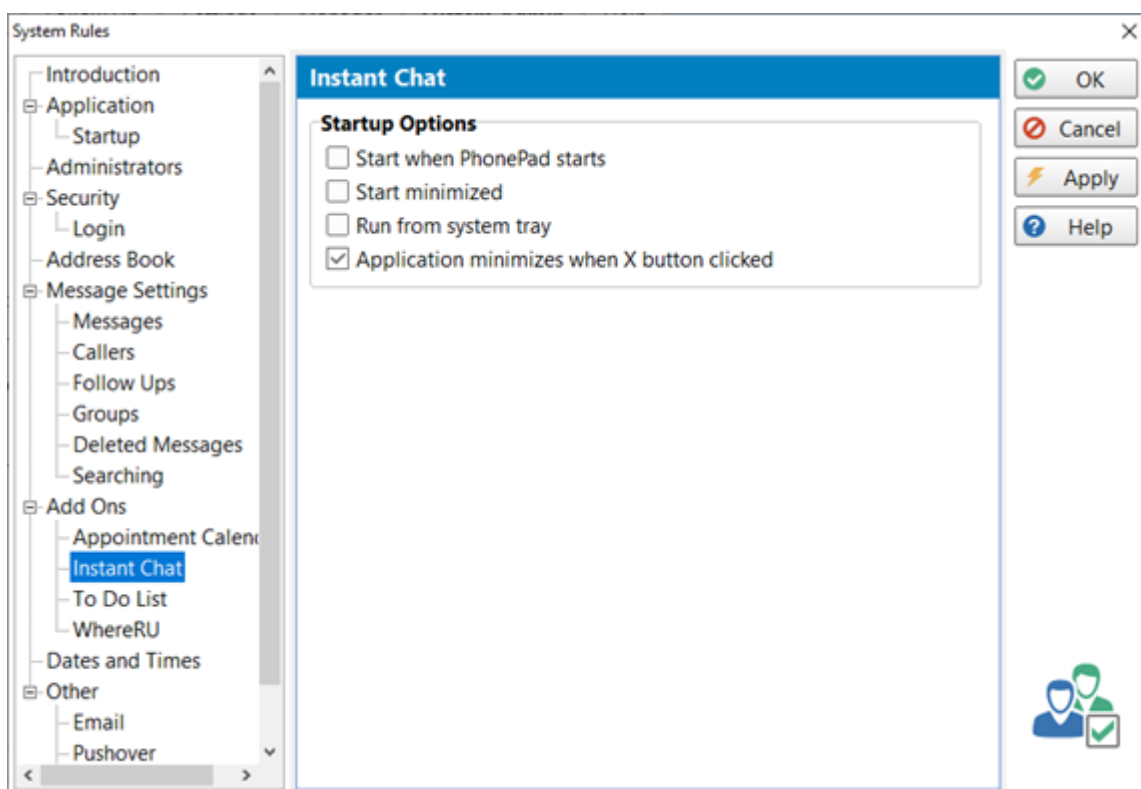 System Rules
Introduction
Application
Startup
Administrators
Security
Login
Address Book
Message Settings
Messages
Callers
Follow Ups
Groups
Deleted Messages
Searching
Add Ons
Appointment
Instant Chat
To Do List
WhereRU
Dates and Times
Other
Email
Pushover
Instant Chat
Startup Options
Start when PhonePad starts
Start minimized
Run from system tray
Application minimizes when X button clicked
OK
Cancel
Apply
Help